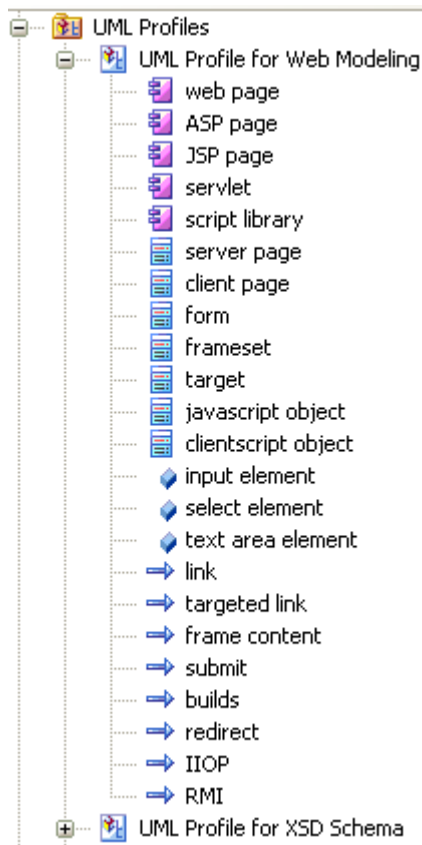 UML Profiles
UML Profile for Web Modeling
web page
ASP page
JSP page
servlet
script library
server page
client page
form
frameset
target
javascript object
clientscript object
input element
select element
text area element
link
targeted link
frame content
submit
builds
redirect
IIOP
RMI
UML Profile for XSD Schema